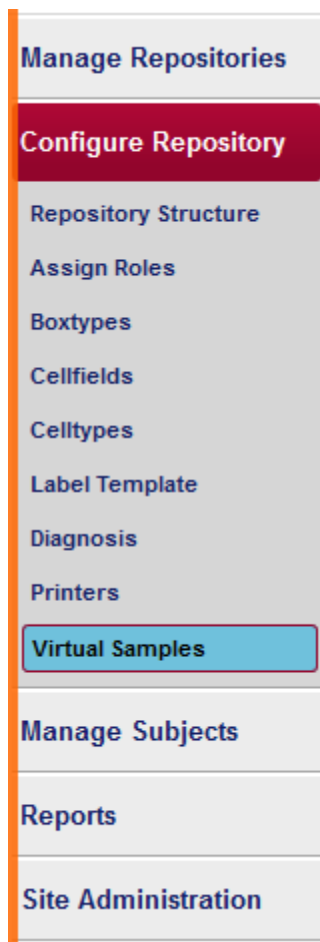 Manage Repositories
Configure Repository
Repository Structure
Assign Roles
Boxtypes
Cellfields
Celltypes
Label Template
Diagnosis
Printers
Virtual Samples
Manage Subjects
Reports
Site Administration